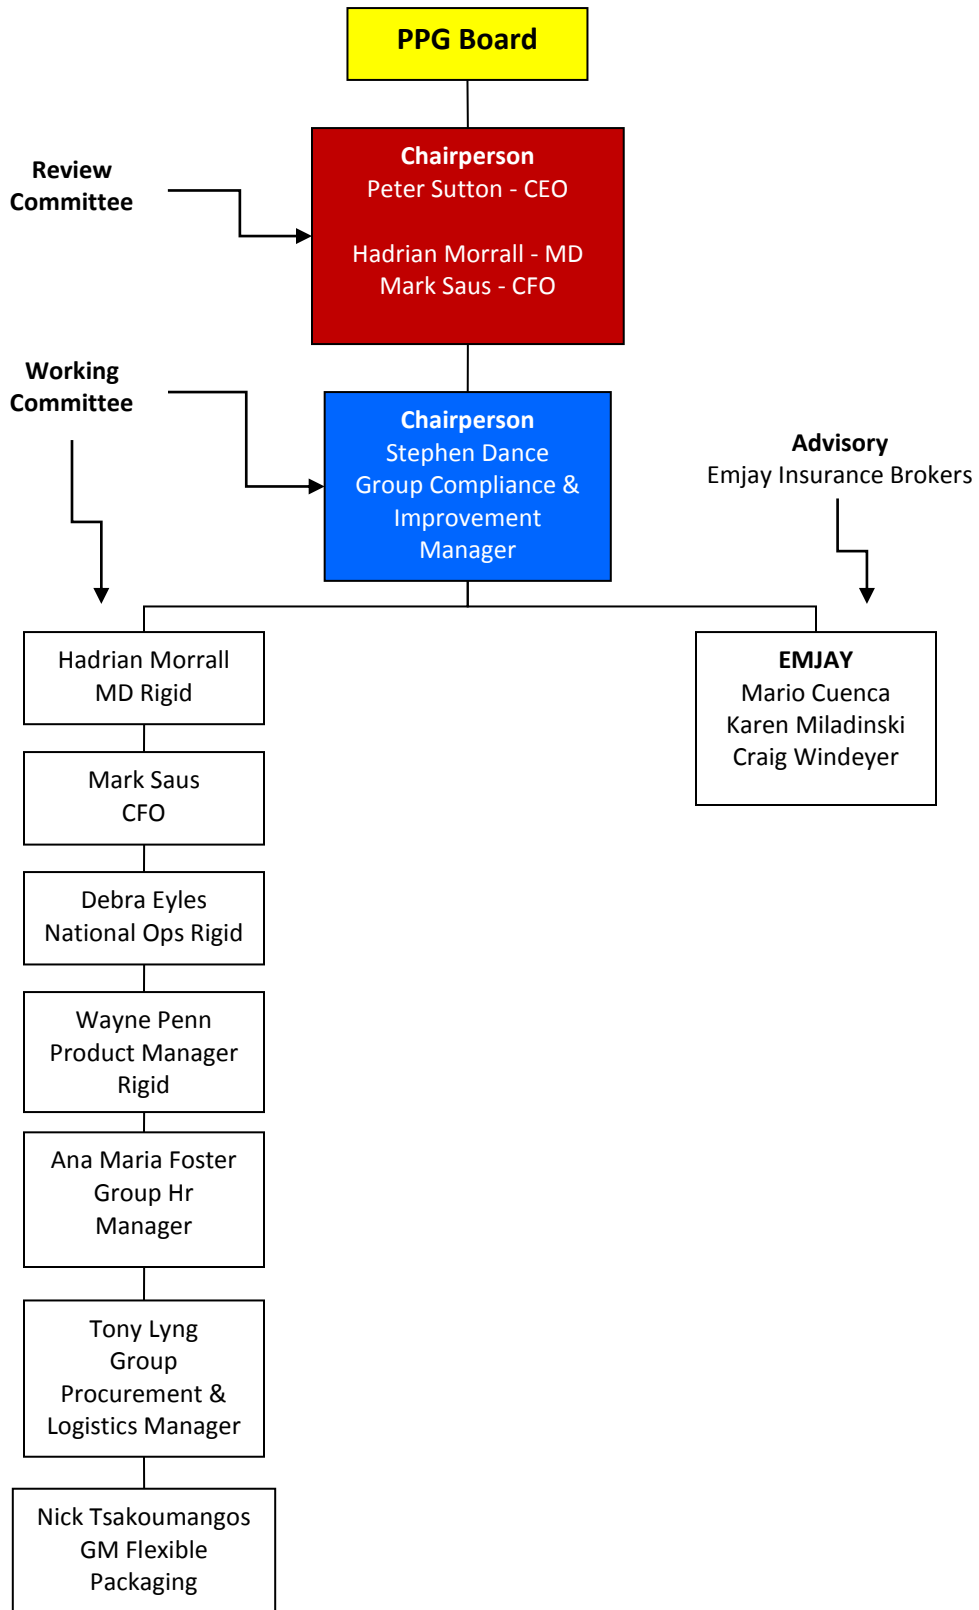 PPG Board
Chairperson
Peter Sutton - CEO
Hadrian Morrall - MD
Mark Saus - CFO
Review
Committee
Working
Committee
Chairperson
Stephen Dance
Group Compliance &
Improvement
Manager
Advisory
Emjay Insurance Brokers
Hadrian Morrall
MD Rigid
EMJAY
Mario Cuenca
Karen Miladinski
Craig Windeyer
Mark Saus
CFO
Debra Eyles
National Ops Rigid
Wayne Penn
Product Manager
Rigid
Ana Maria Foster
Group Hr
Manager
Tony Lyng
Group
Procurement &
Logistics Manager
Nick Tsakoumangos
GM Flexible
Packaging